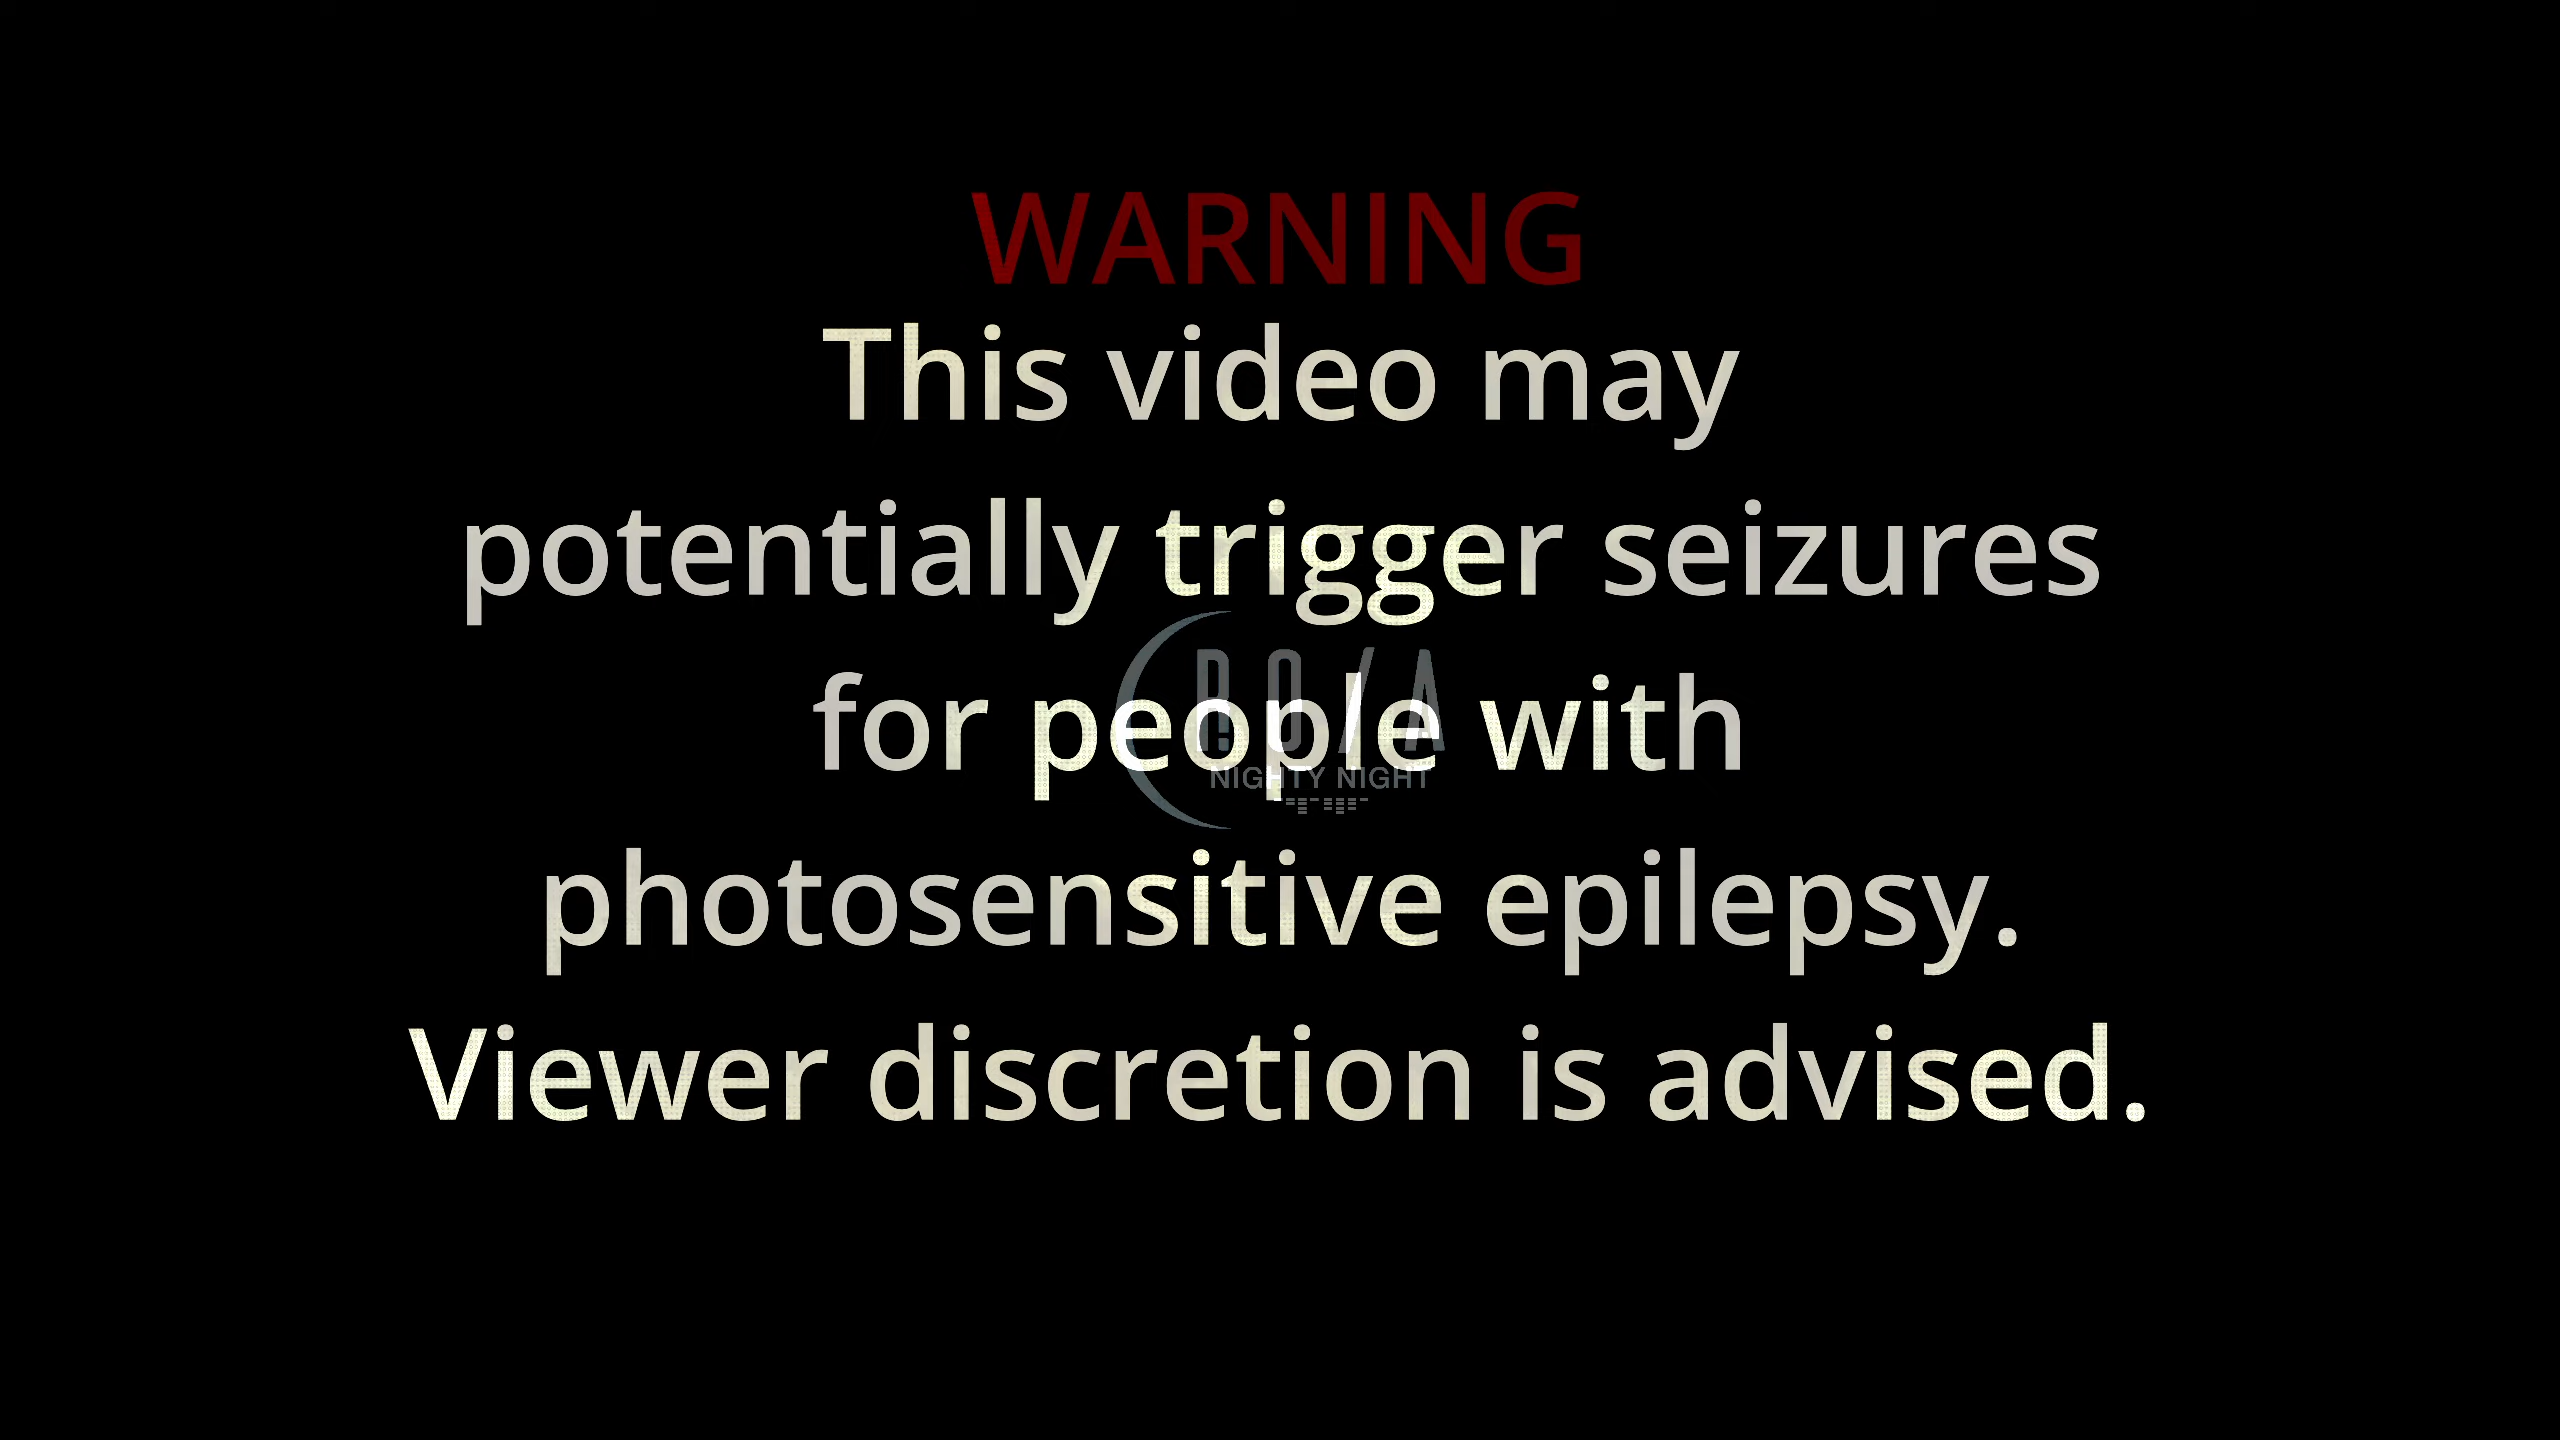 WARNING
This video may
potentially trigger seizures
for people with
NIGHTY NIGHT
photosensitive epilepsy.
Viewer discretion is advised.